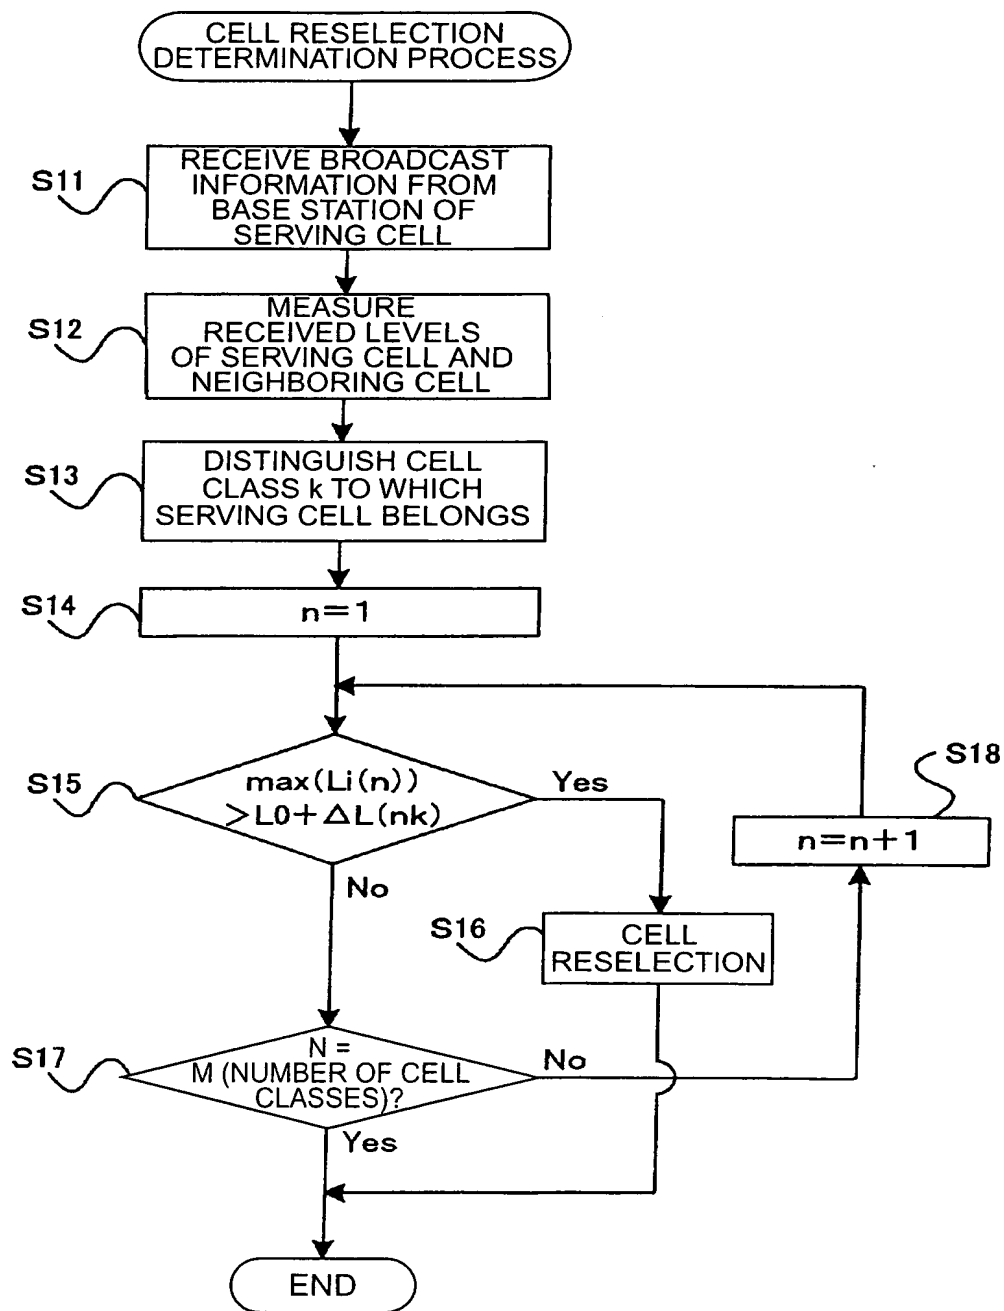 CELL RESELECTION
DETERMINATION PROCESS
S11
RECEIVE BROADCAST
INFORMATION FROM
BASE STATION OF
SERVING CELL
S12
MEASURE
RECEIVED LEVELS
OF SERVING CELL AND
NEIGHBORING CELL
S13
DISTINGUISH CELL
CLASS k TO WHICH
SERVING CELL BELONGS
S14
n=1
S15
max(Li(n))
>L0+ΔL(nk)
Yes
No
S18
n=n+1
S16
CELL
RESELECTION
S17
N =
M (NUMBER OF CELL
CLASSES)?
No
Yes
END